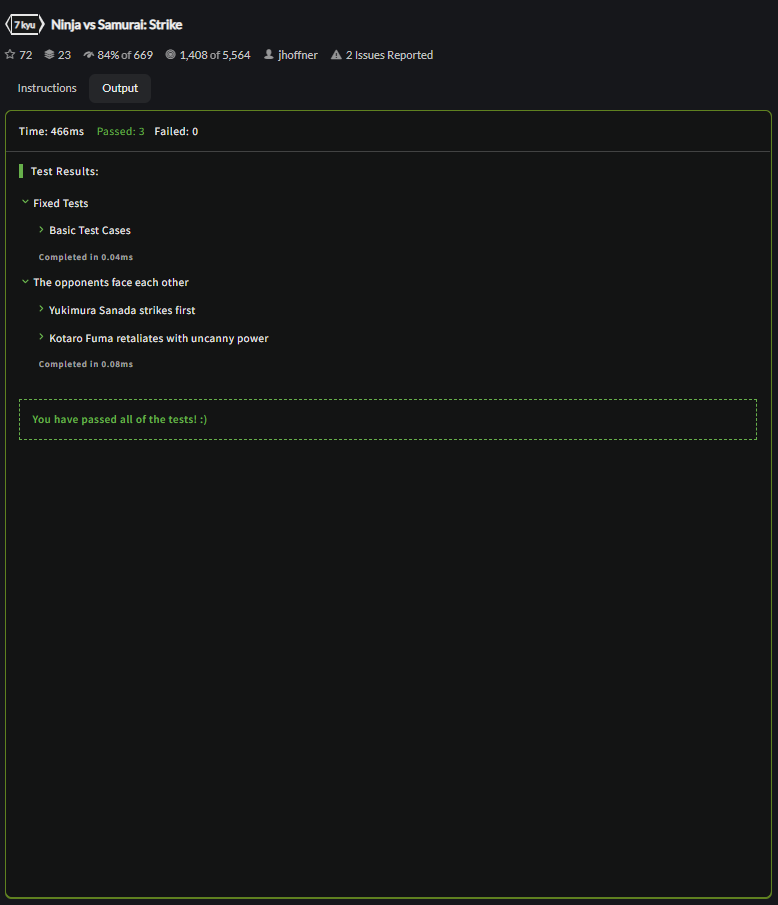 7 kyu Ninja vs Samurai: Strike
72 23 84% of 669 1,408 of 5,564 jhoffner 2 Issues Reported
Instructions Output
Time: 466ms Passed: 3 Failed: 0
Test Results:
Fixed Tests
Basic Test Cases
Completed in 0.04ms
The opponents face each other
Yukimura Sanada strikes first
Kotaro Fuma retaliates with uncanny power
Completed in 0.08ms
You have passed all of the tests! :)